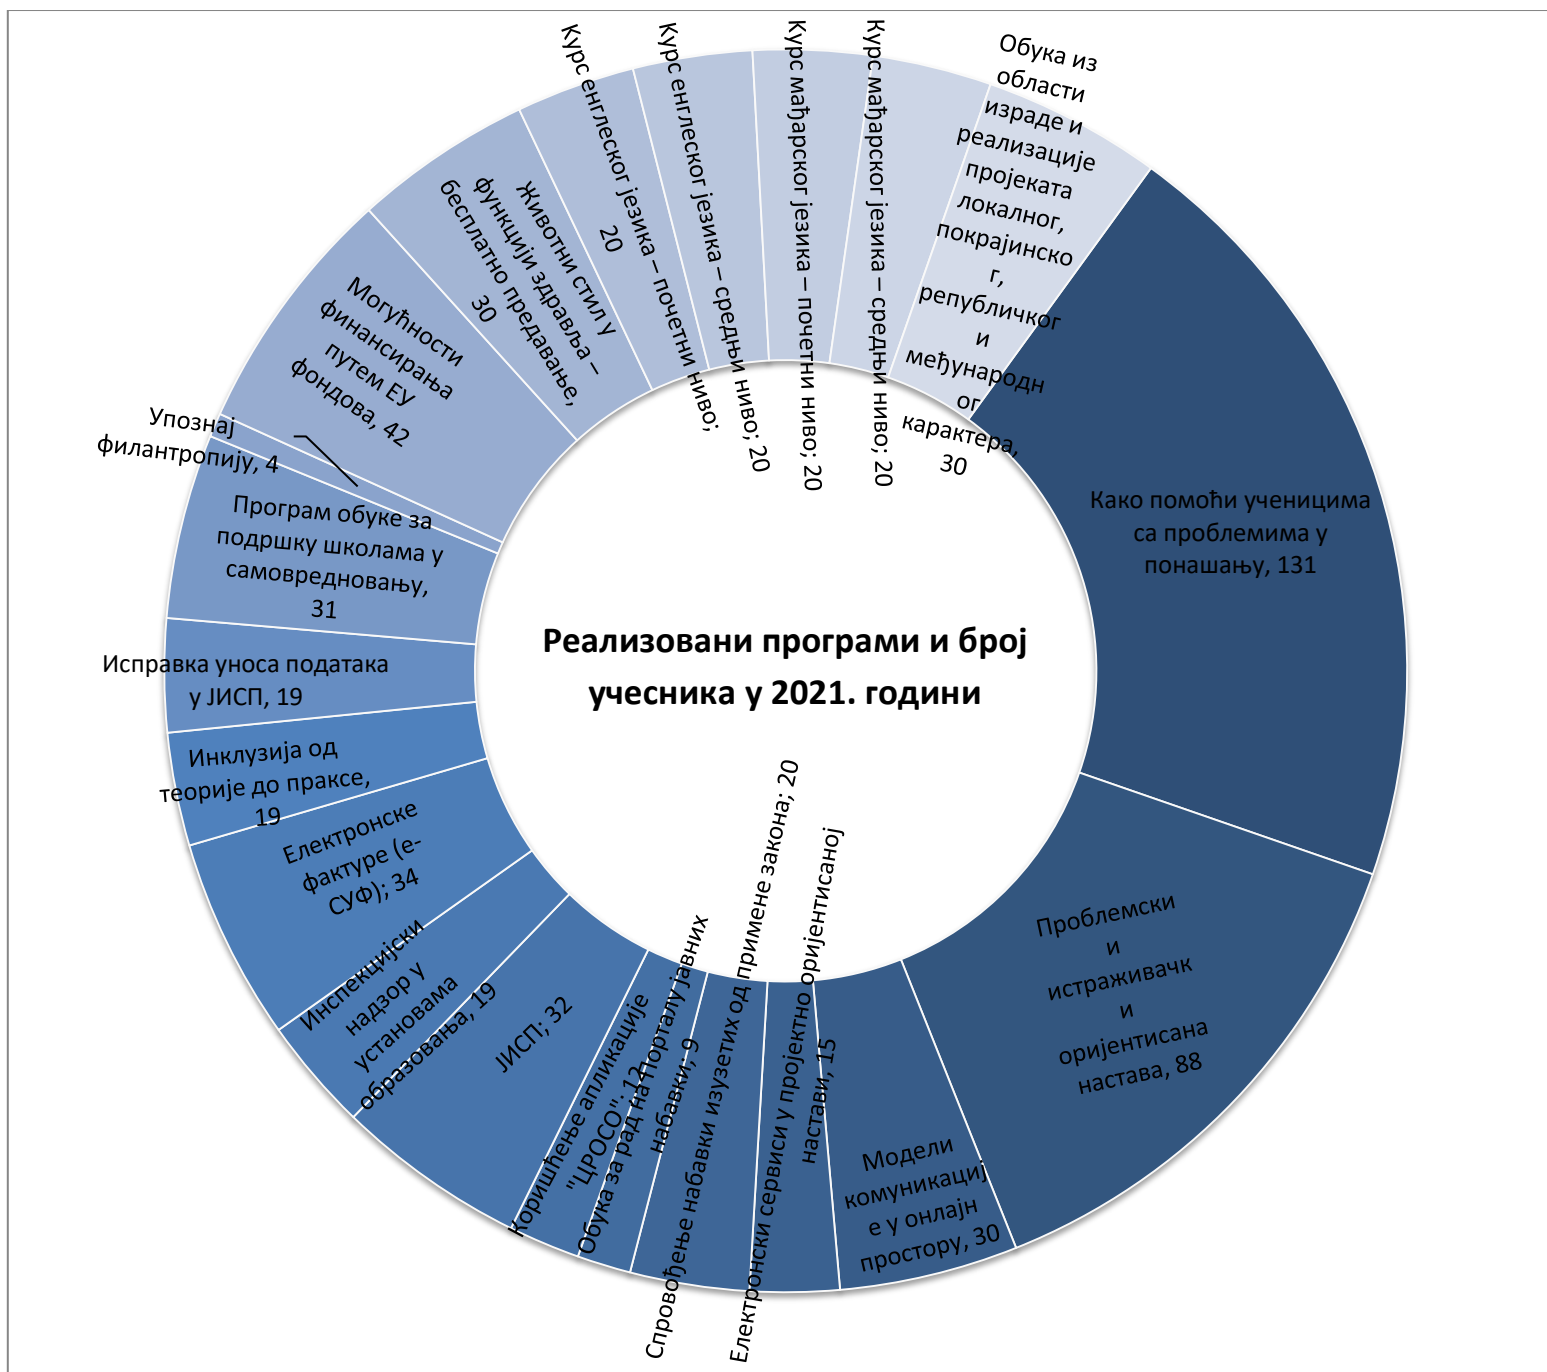 Реализовани програми и број
учесника у 2021. години
Како помоћи ученицима
са проблемима у
понашању, 131
Проблемски
и
истраживачк
и
оријентисана
настава, 88
Модели
комуникациј
е у онлајн
простору, 30
Електронски сервиси у пројектно оријентисаној
настави, 15
Спровођење набавки изузетих од примене закона; 20
Обука за рад на Порталу јавних
набавки; 9
Коришћење апликације
"ЦРОСО"; 12
ЈИСП; 32
Инспекцијски
надзор у
установама
образовања, 19
Електронске
фактуре (е-
СУФ); 34
Инклузија од
теорије до праксе,
19
Исправка уноса података
у ЈИСП, 19
Програм обуке за
подршку школама у
самовредновању,
31
Упознај
филантропију, 4
Могућности
финансирања
путем ЕУ
фондова, 42
Животни стил у
функцији здравља –
бесплатно предавање,
30
Курс енглеског језика – почетни ниво;
20
Курс енглеског језика – средњи ниво; 20
Курс мађарског језика – почетни ниво; 20
Курс мађарског језика – средњи ниво; 20
Обука из
области
израде и
реализације
пројеката
локалног,
покрајинско
г,
републичког
и
међународн
ог
карактера,
30